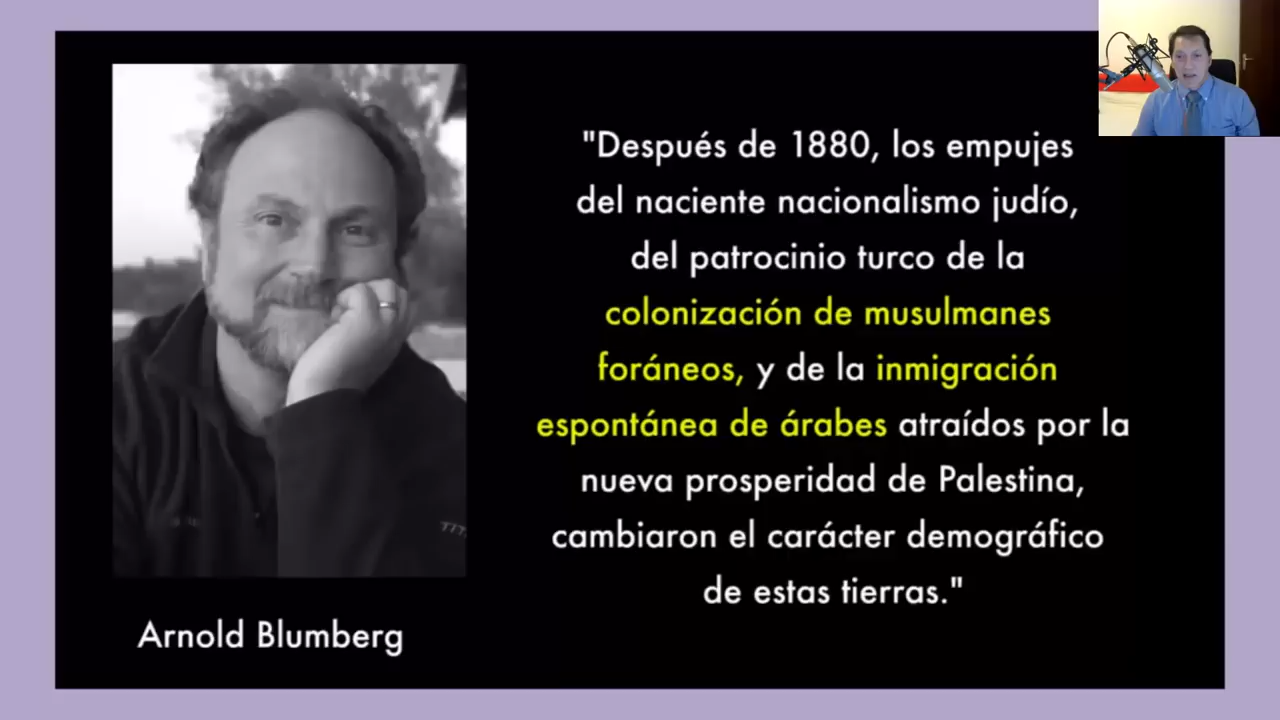 "Después de 1880, los empujes
del naciente nacionalismo judío,
del patrocinio turco de la
colonización de musulmanes
foráneos, y de la inmigración
espontánea de árabes atraídos por la
nueva prosperidad de Palestina,
cambiaron el carácter demográfico
de estas tierras."
Arnold Blumberg